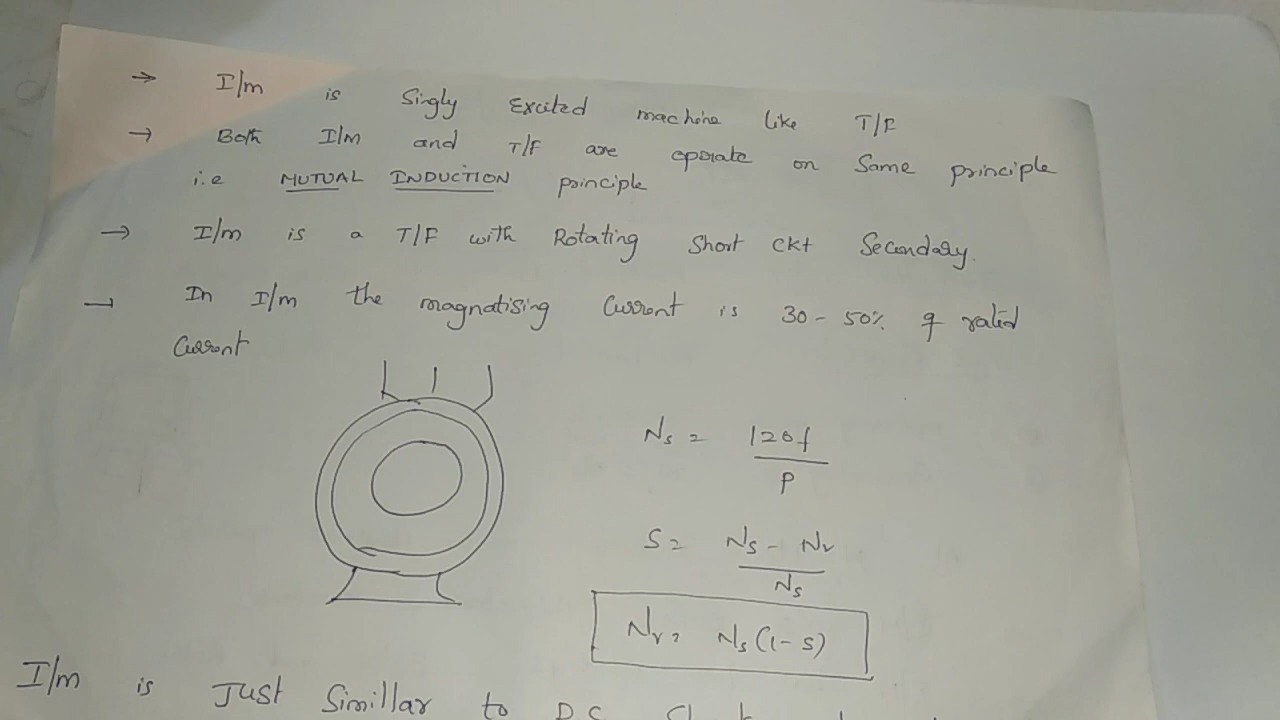 → I/m is Singly Excited machine like T/F
→ Both I/m and T/F are oprate on Same principle
i.e MUTUAL INDUCTION principle
→ I/m is a T/F with Rotating Short ckt Secondary.
→ In I/m the magnatising Current is 30 - 50% of rated
Current
Ns = 120f / P
S = Ns - Nr / Ns
Nr = Ns (1 - s)
I/m is Just Simillar to DC